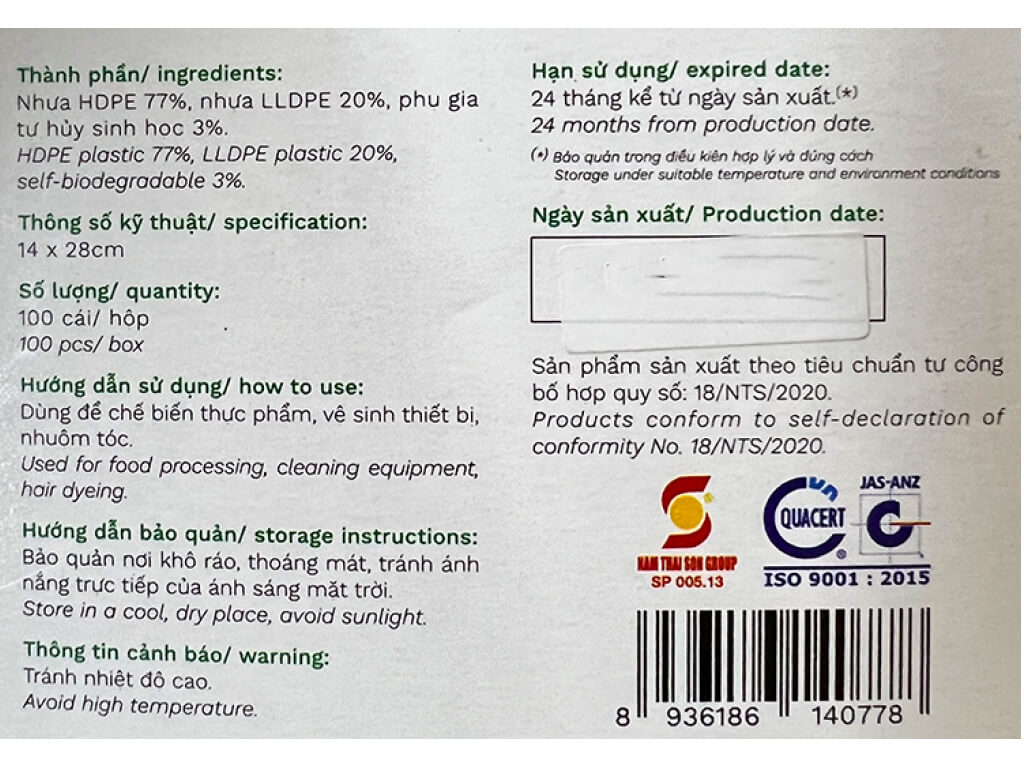 Thành phần/ ingredients:
Nhựa HDPE 77%, nhựa LLDPE 20%, phụ gia
tự hủy sinh học 3%.
HDPE plastic 77%, LLDPE plastic 20%,
self-biodegradable 3%.
Thông số kỹ thuật/ specification:
14 x 28cm
Số lượng/ quantity:
100 cái/ hộp
100 pcs/ box
Hướng dẫn sử dụng/ how to use:
Dùng để chế biến thực phẩm, vệ sinh thiết bị,
nhuộm tóc.
Used for food processing, cleaning equipment,
hair dyeing.
Hướng dẫn bảo quản/ storage instructions:
Bảo quản nơi khô ráo, thoáng mát, tránh ánh
nắng trực tiếp của ánh sáng mặt trời.
Store in a cool, dry place, avoid sunlight.
Thông tin cảnh báo/ warning:
Tránh nhiệt độ cao.
Avoid high temperature.
Hạn sử dụng/ expired date:
24 tháng kể từ ngày sản xuất.(*)
24 months from production date.
(*) Bảo quản trong điều kiện hợp lý và đúng cách
Storage under suitable temperature and environment conditions
Ngày sản xuất/ Production date:
Sản phẩm sản xuất theo tiêu chuẩn tự công
bố hợp quy số: 18/NTS/2020.
Products conform to self-declaration of
conformity No. 18/NTS/2020.
NAM THAI SON GROUP
SP 005.13
QUACERT
®
JAS-ANZ
ISO 9001 : 2015
8 936186 140778